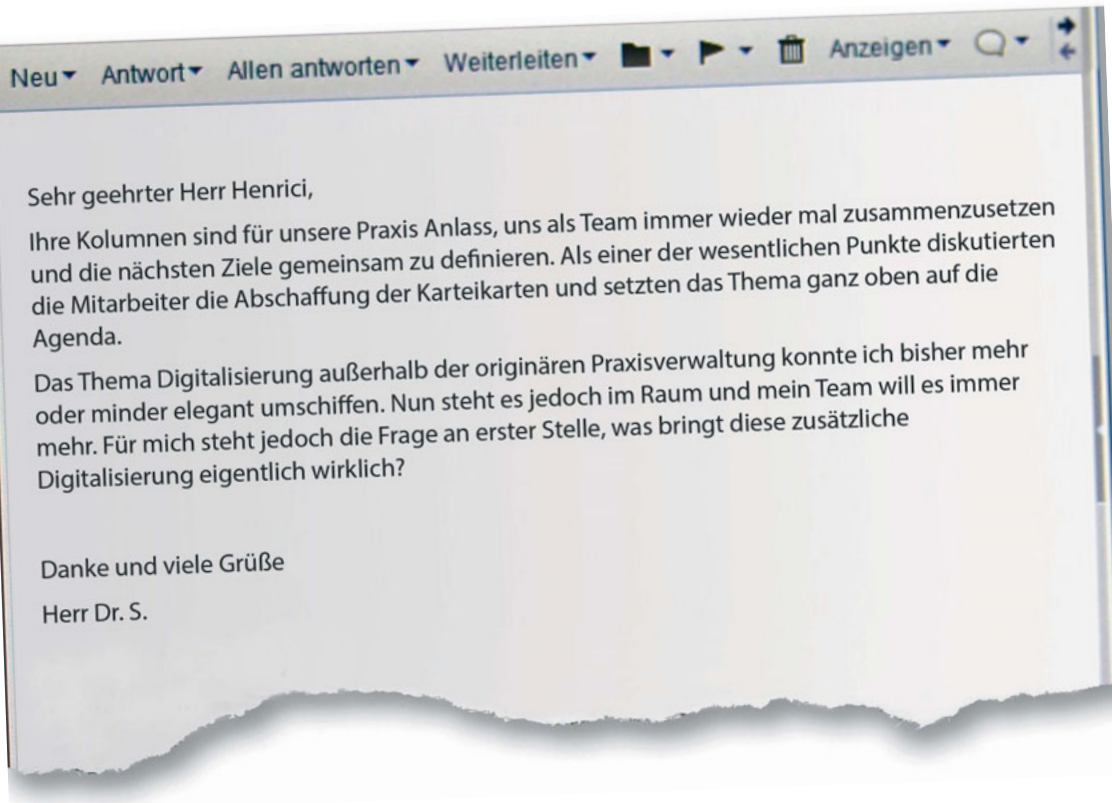 Neu Antwort Allen antworten Weiterleiten Anzeigen
Sehr geehrter Herr Henrici,
Ihre Kolumnen sind für unsere Praxis Anlass, uns als Team immer wieder mal zusammenzusetzen
und die nächsten Ziele gemeinsam zu definieren. Als einer der wesentlichen Punkte diskutierten
die Mitarbeiter die Abschaffung der Karteikarten und setzten das Thema ganz oben auf die
Agenda.
Das Thema Digitalisierung außerhalb der originären Praxisverwaltung konnte ich bisher mehr
oder minder elegant umschiffen. Nun steht es jedoch im Raum und mein Team will es immer
mehr. Für mich steht jedoch die Frage an erster Stelle, was bringt diese zusätzliche
Digitalisierung eigentlich wirklich?
Danke und viele Grüße
Herr Dr. S.